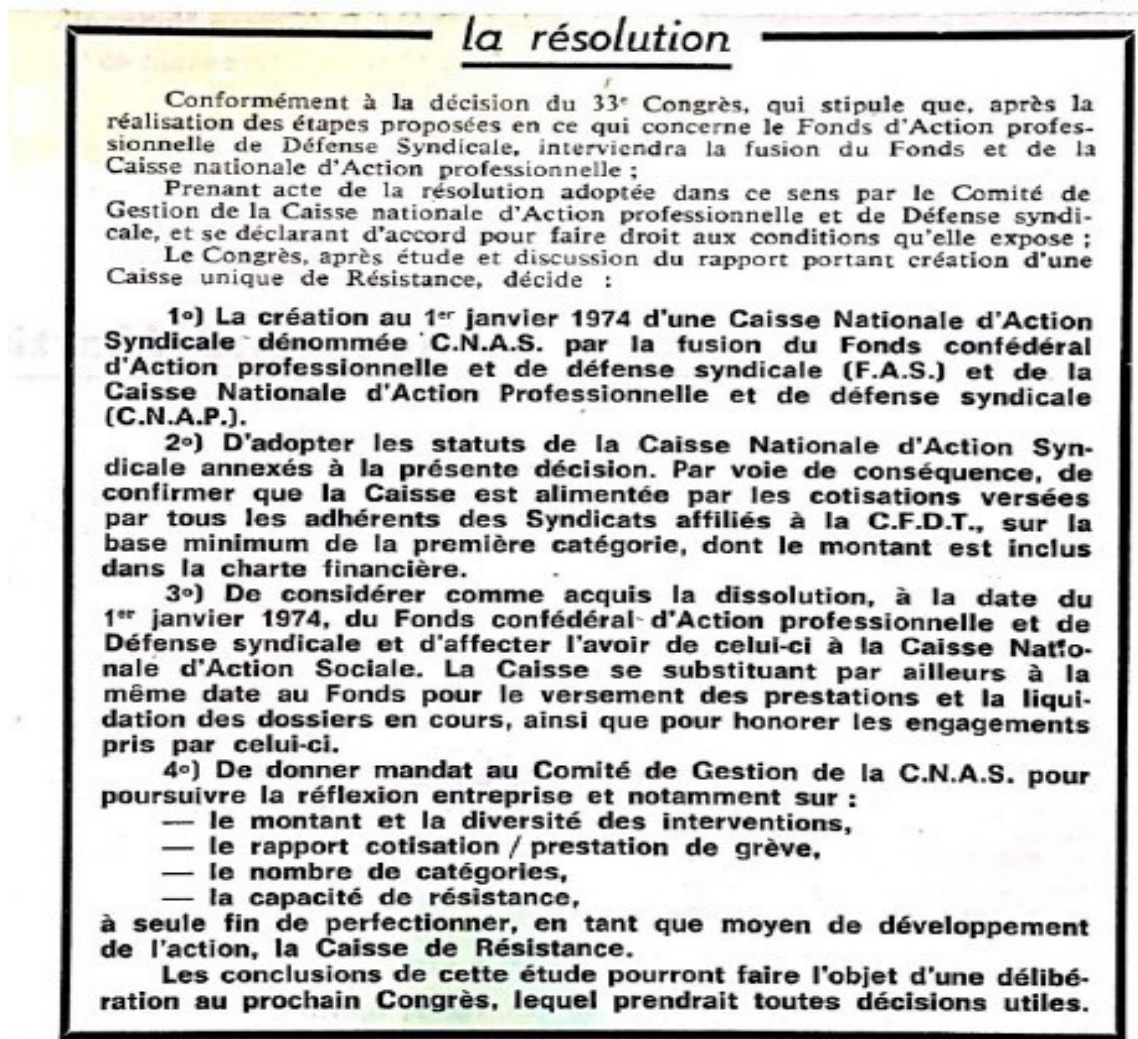 la résolution
Conformément à la décision du 33e Congrès, qui stipule que, après la
réalisation des étapes proposées en ce qui concerne le Fonds d'Action profes-
sionnelle de Défense Syndicale, interviendra la fusion du Fonds et de la
Caisse nationale d'Action professionnelle ;
Prenant acte de la résolution adoptée dans ce sens par le Comité de
Gestion de la Caisse nationale d'Action professionnelle et de Défense syndi-
cale, et se déclarant d'accord pour faire droit aux conditions qu'elle expose ;
Le Congrès, après étude et discussion du rapport portant création d'une
Caisse unique de Résistance, décide :
1º) La création au 1er janvier 1974 d'une Caisse Nationale d'Action
Syndicale dénommée C.N.A.S. par la fusion du Fonds confédéral
d'Action professionnelle et de défense syndicale (F.A.S.) et de la
Caisse Nationale d'Action Professionnelle et de défense syndicale
(C.N.A.P.).
2º) D'adopter les statuts de la Caisse Nationale d'Action Syn-
dicale annexés à la présente décision. Par voie de conséquence, de
confirmer que la Caisse est alimentée par les cotisations versées
par tous les adhérents des Syndicats affiliés à la C.F.D.T., sur la
base minimum de la première catégorie, dont le montant est inclus
dans la charte financière.
3º) De considérer comme acquis la dissolution, à la date du
1er janvier 1974, du Fonds confédéral d'Action professionnelle et de
Défense syndicale et d'affecter l'avoir de celui-ci à la Caisse Natio-
nale d'Action Sociale. La Caisse se substituant par ailleurs à la
même date au Fonds pour le versement des prestations et la liqui-
dation des dossiers en cours, ainsi que pour honorer les engagements
pris par celui-ci.
4º) De donner mandat au Comité de Gestion de la C.N.A.S. pour
poursuivre la réflexion entreprise et notamment sur :
— le montant et la diversité des interventions,
— le rapport cotisation / prestation de grève,
— le nombre de catégories,
— la capacité de résistance,
à seule fin de perfectionner, en tant que moyen de développement
de l'action, la Caisse de Résistance.
Les conclusions de cette étude pourront faire l'objet d'une délibé-
ration au prochain Congrès, lequel prendrait toutes décisions utiles.